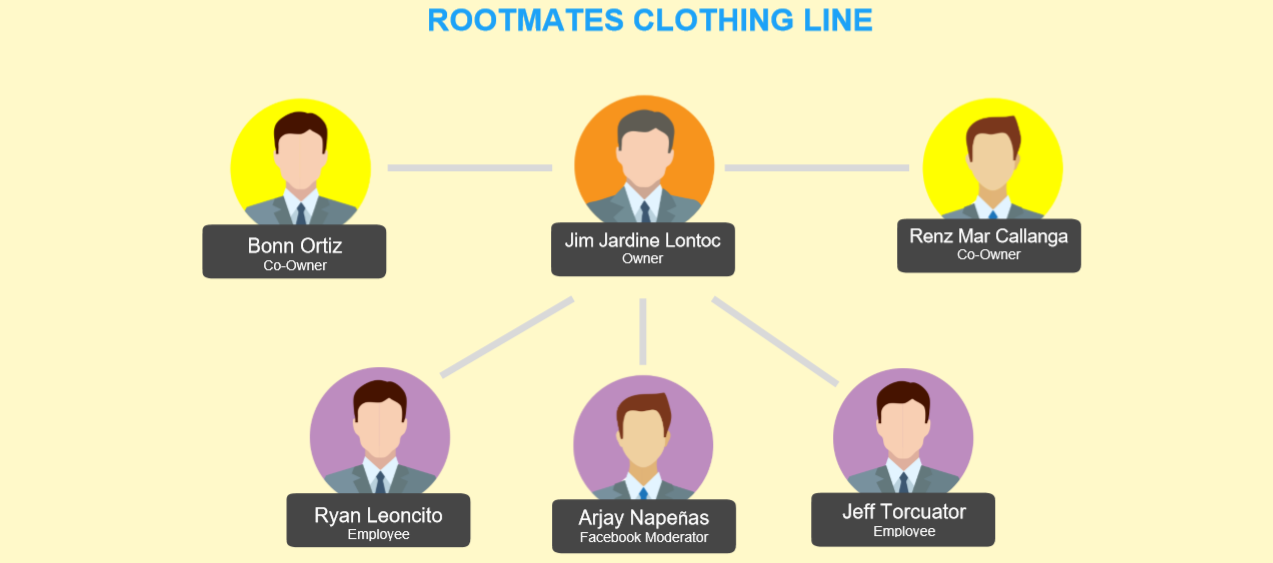 ROOTMATES CLOTHING LINE
Bonn Ortiz
Co-Owner
Jim Jardine Lontoc
Owner
Renz Mar Callanga
Co-Owner
Ryan Leoncito
Employee
Arjay Napeñas
Facebook Moderator
Jeff Torcuator
Employee